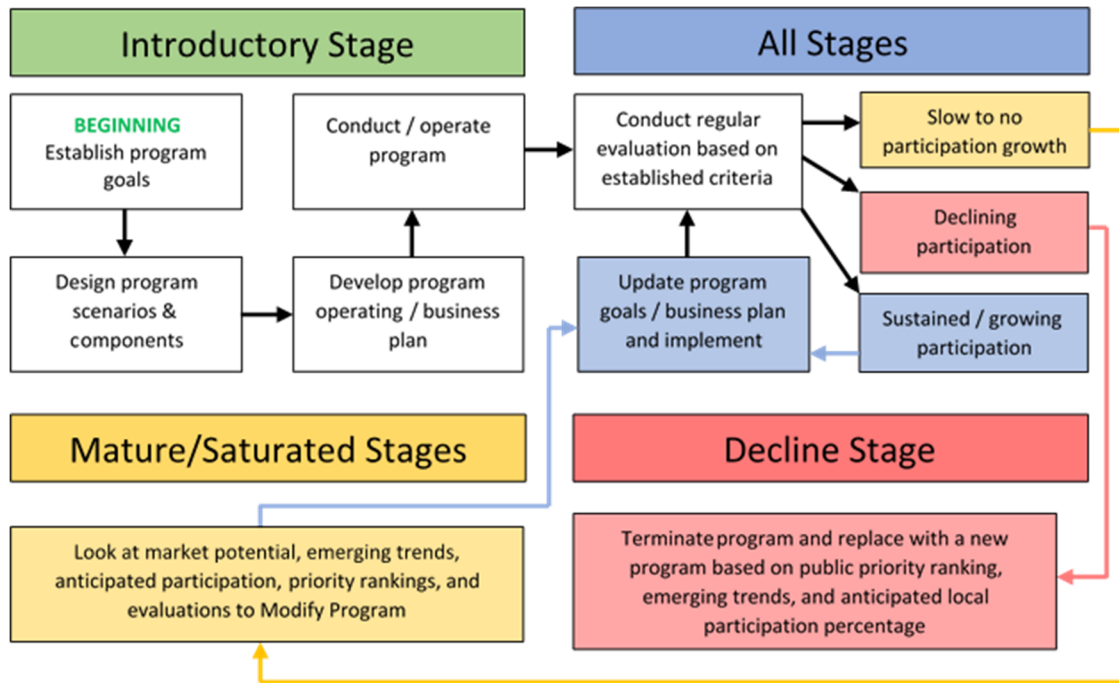 Introductory Stage
All Stages
BEGINNING
Establish program
goals
Conduct / operate
program
Conduct regular
evaluation based on
established criteria
Slow to no
participation growth
Declining
participation
Design program
scenarios &
components
Develop program
operating / business
plan
Update program
goals / business plan
and implement
Sustained / growing
participation
Mature/Saturated Stages
Decline Stage
Look at market potential, emerging trends,
anticipated participation, priority rankings, and
evaluations to Modify Program
Terminate program and replace with a new
program based on public priority ranking,
emerging trends, and anticipated local
participation percentage